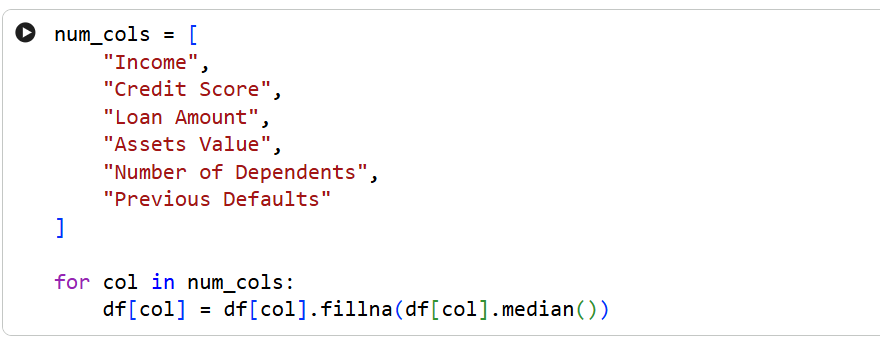 num_cols = [
    "Income",
    "Credit Score",
    "Loan Amount",
    "Assets Value",
    "Number of Dependents",
    "Previous Defaults"
]
for col in num_cols:
    df[col] = df[col].fillna(df[col].median())